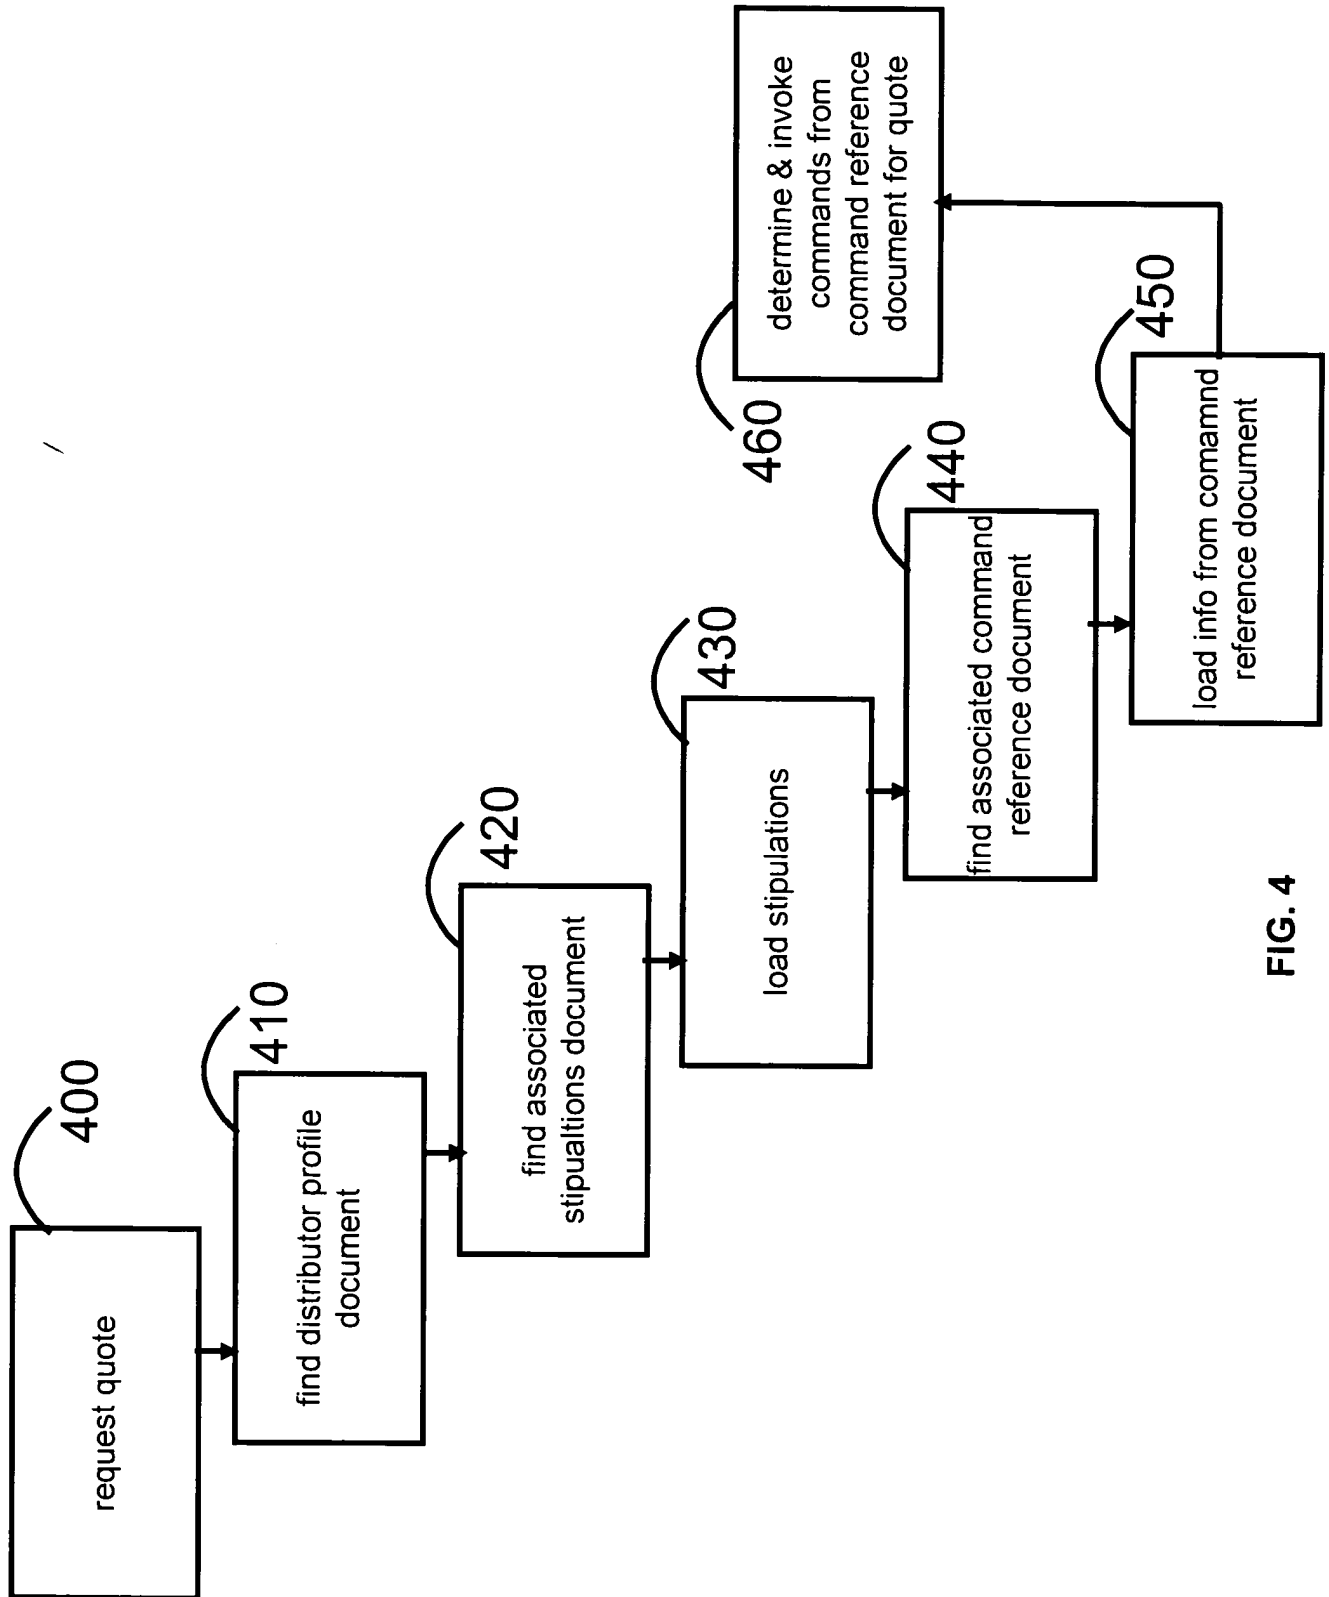 400
request quote
410
find distributor profile
document
420
find associated
stipualtions document
430
load stipulations
440
find associated command
reference document
450
load info from comamnd
reference document
460
determine & invoke
commands from
command reference
document for quote
FIG. 4